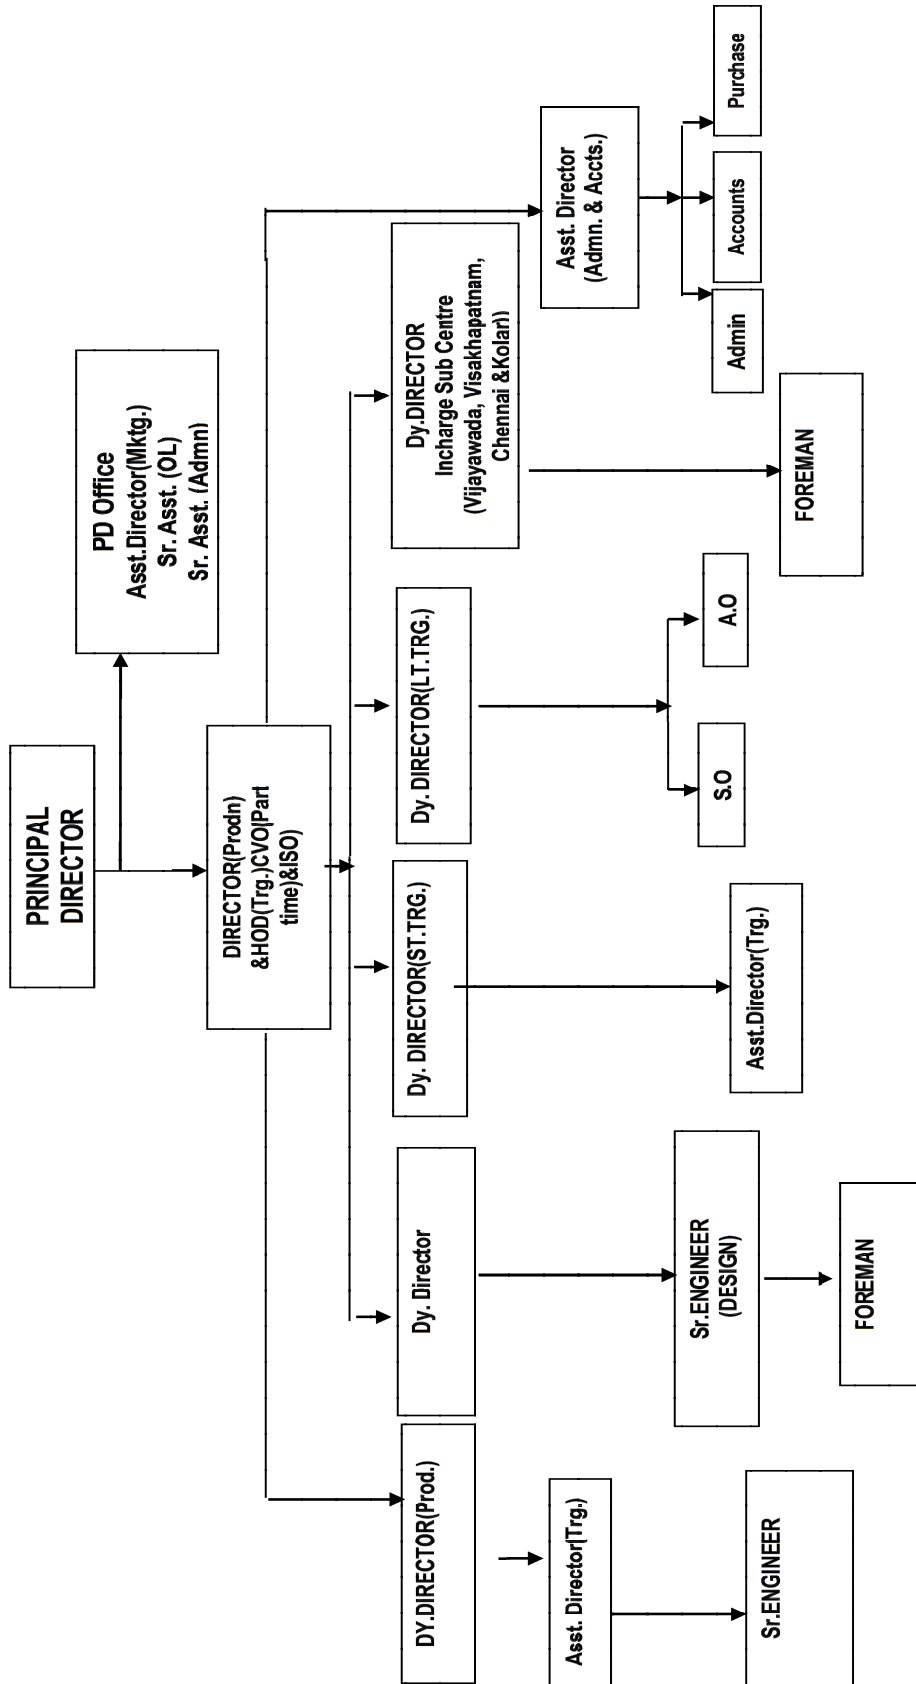 PRINCIPAL
DIRECTOR
PD Office
Asst.Director(Mktg.)
Sr. Asst. (OL)
Sr. Asst. (Admn)
DIRECTOR(Prodn)
&HOD(Trg.)CVO(Part
time)&ISO)
DY.DIRECTOR(Prod.)
Dy. Director
Dy. DIRECTOR(ST.TRG.)
Dy. DIRECTOR(LT.TRG.)
Dy.DIRECTOR
Incharge Sub Centre
(Vijayawada, Visakhapatnam,
Chennai &Kolar))
Asst. Director
(Admn. & Accts.)
Asst. Director(Trg.)
Sr.ENGINEER
(DESIGN)
Asst.Director(Trg.)
S.O
A.O
Admin
Accounts
Purchase
Sr.ENGINEER
FOREMAN
FOREMAN